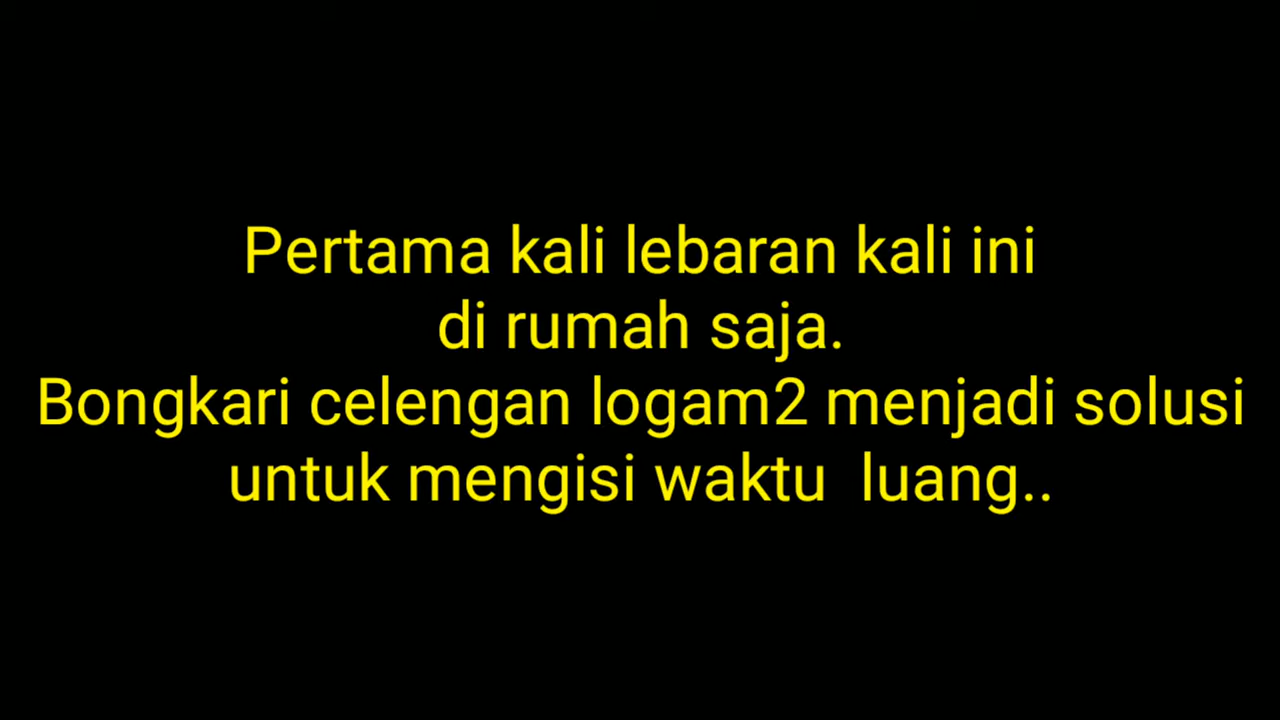 Pertama kali lebaran kali ini
di rumah saja.
Bongkari celengan logam2 menjadi solusi
untuk mengisi waktu  luang..